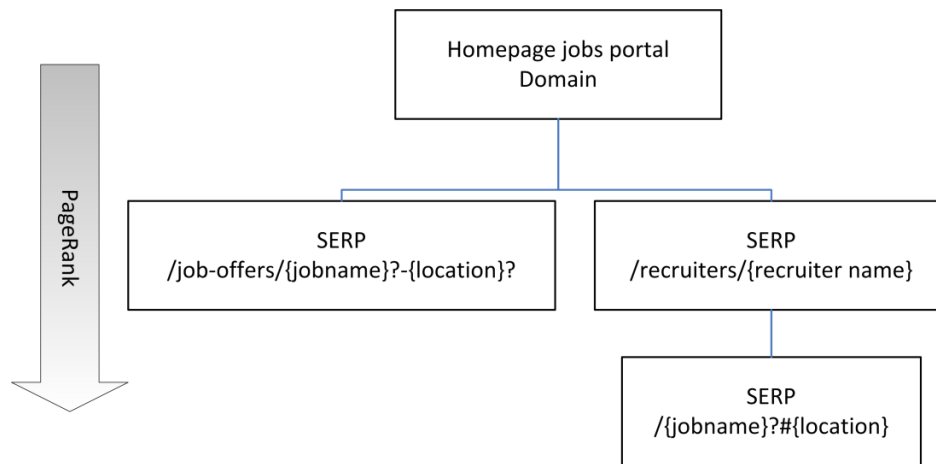 Homepage jobs portal
Domain
PageRank
SERP
/job-offers/{jobname}?-{location}?
SERP
/recruiters/{recruiter name}
SERP
/{jobname}?#{location}